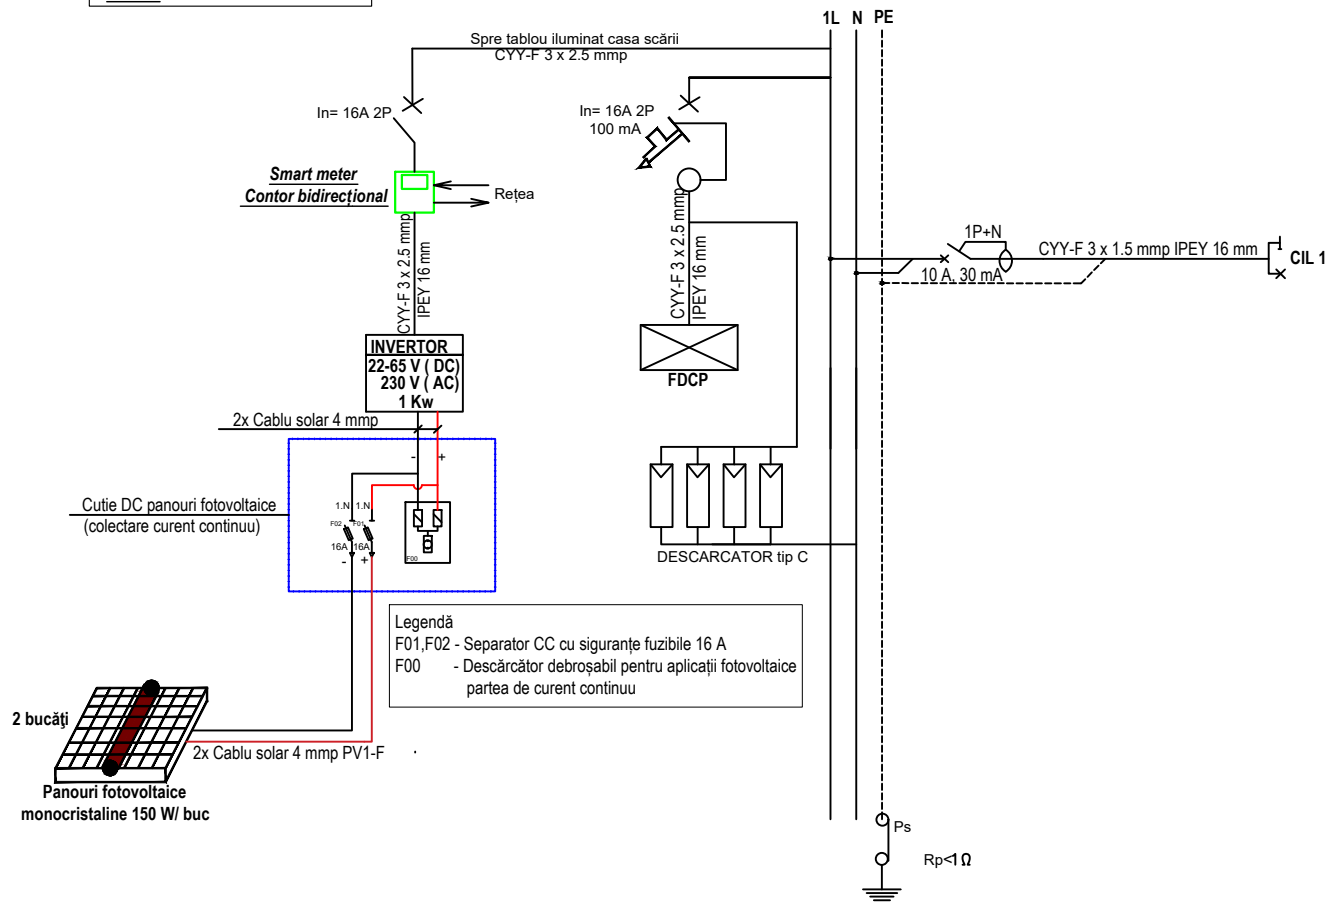 1L N PE
Spre tablou iluminat casa scării
CYY-F 3 x 2.5 mmp
In= 16A 2P
In= 16A 2P
100 mA
Smart meter
Contor bidirecțional
Rețea
CYY-F 3 x 2.5 mmp
IPEY 16 mm
CYY-F 3 x 2.5 mmp
IPEY 16 mm
1P+N
CYY-F 3 x 1.5 mmp IPEY 16 mm
10 A, 30 mA
CIL 1
INVERTOR
22-65 V ( DC)
230 V ( AC)
1 Kw
FDCP
2x Cablu solar 4 mmp
- +
Cutie DC panouri fotovoltaice
(colectare curent continuu)
1.N 1.N
F02 F01
16A 16A
- +
F00
DESCARCATOR tip C
Legendă
F01,F02 - Separator CC cu siguranțe fuzibile 16 A
F00 - Descărcător debroșabil pentru aplicații fotovoltaice
partea de curent continuu
2 bucăţi
2x Cablu solar 4 mmp PV1-F
Panouri fotovoltaice
monocristaline 150 W/ buc
Ps
Rp<1Ω